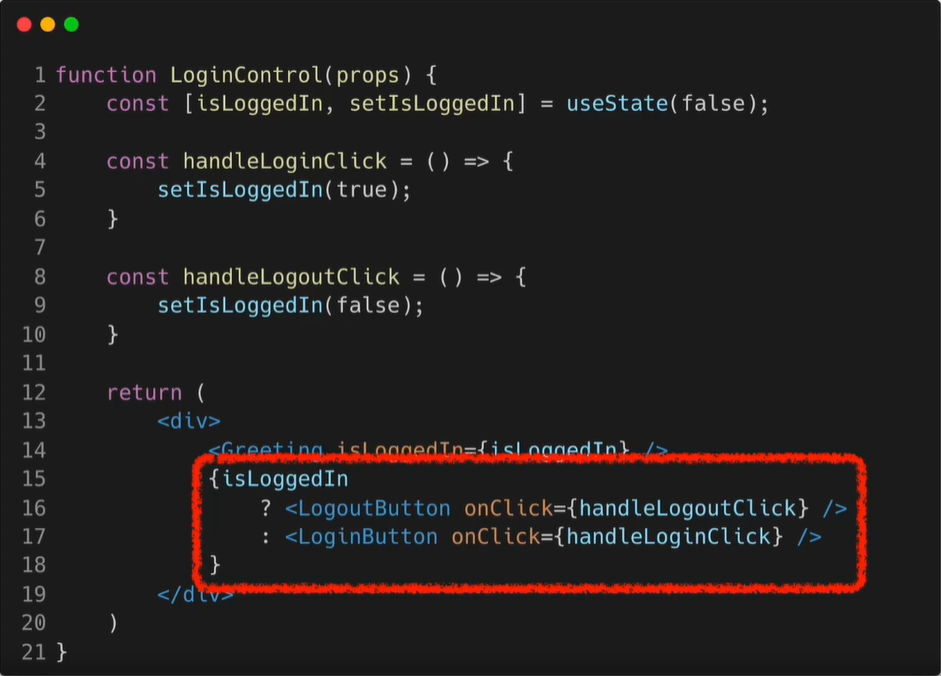 1 function LoginControl(props) {
2     const [isLoggedIn, setIsLoggedIn] = useState(false);
3
4     const handleLoginClick = () => {
5         setIsLoggedIn(true);
6     }
7
8     const handleLogoutClick = () => {
9         setIsLoggedIn(false);
10     }
11
12     return (
13         <div>
14             <Greeting isLoggedIn={isLoggedIn} />
15             {isLoggedIn
16                 ? <LogoutButton onClick={handleLogoutClick} />
17                 : <LoginButton onClick={handleLoginClick} />
18             }
19         </div>
20     )
21 }